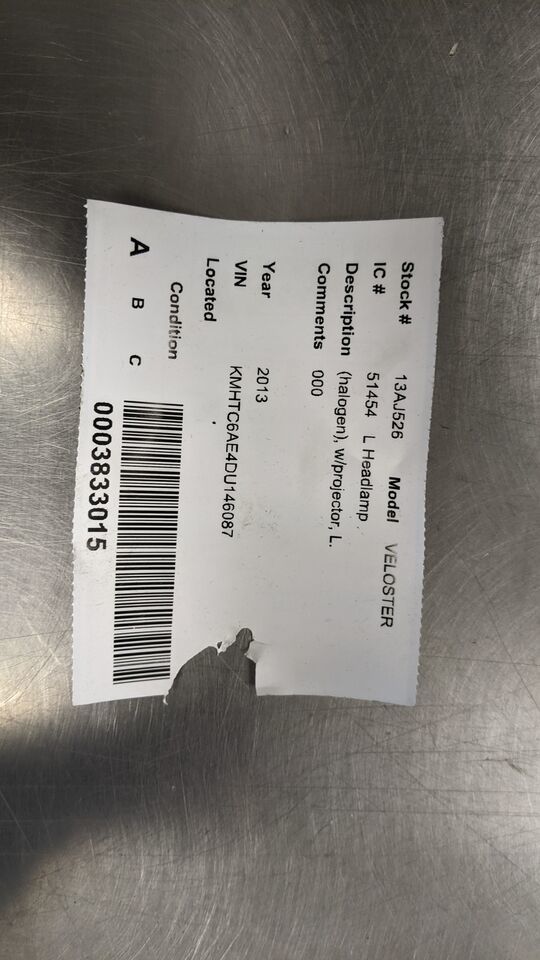 Stock # 13AJ526 Model VELOSTER
IC # 51454 L Headlamp
Description (halogen), w/projector, L.
Comments 000
Year 2013
VIN KMHTC6AE4DU146087
Located
Condition
A B C
0003833015